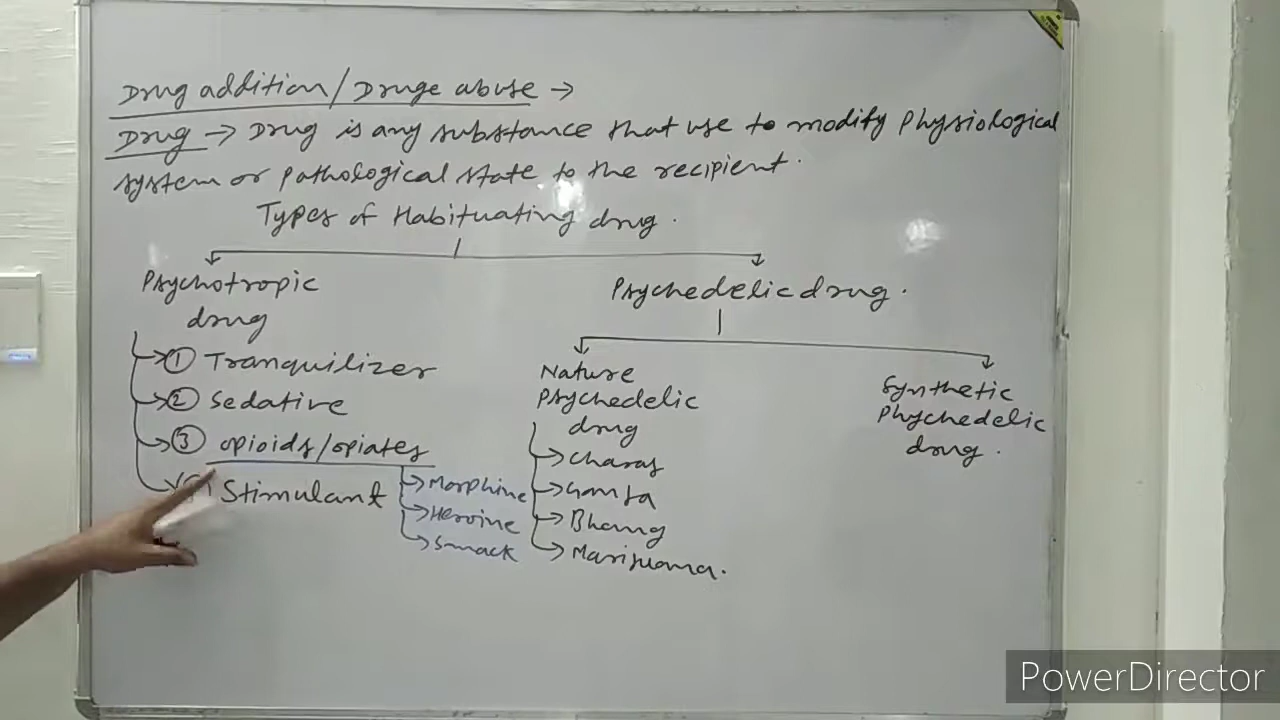 Drug addition / Druge abuse →
Drug → Drug is any substance that use to modify Physiological
system or pathological state to the recipient.
Types of Habituating drug.
Psychotropic
drug
① Tranquilizer
② Sedative
③ opioids/opiates
Stimulant
→ Morphine
→ Heroine
→ Smack
Psychedelic drug.
Nature
Psychedelic
drug
→ Charas
→ Ganja
→ Bhang
→ Marijuana.
Synthetic
Phychedelic
drug.
PowerDirector